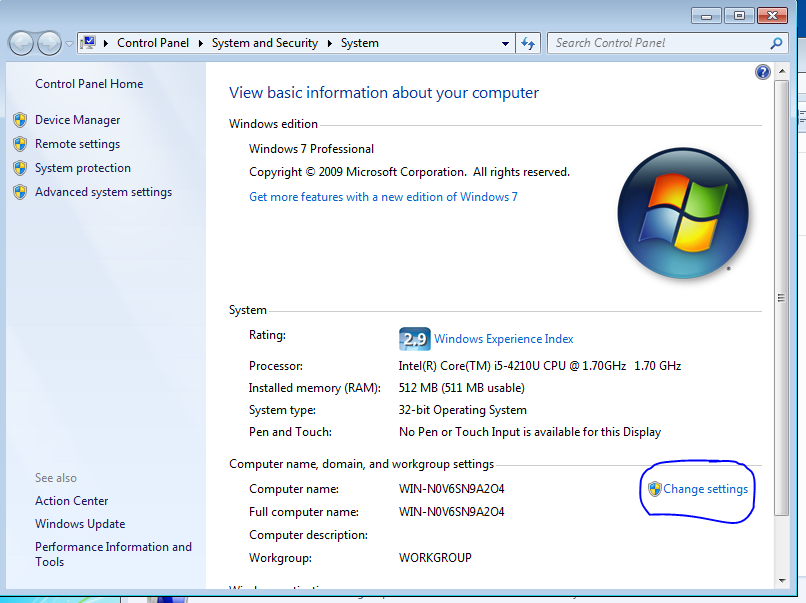 Control Panel ▸ System and Security ▸ System
Search Control Panel
Control Panel Home
Device Manager
Remote settings
System protection
Advanced system settings
See also
Action Center
Windows Update
Performance Information and
Tools
View basic information about your computer
Windows edition
Windows 7 Professional
Copyright © 2009 Microsoft Corporation.  All rights reserved.
Get more features with a new edition of Windows 7
System
Rating: 2.9 Windows Experience Index
Processor: Intel(R) Core(TM) i5-4210U CPU @ 1.70GHz 1.70 GHz
Installed memory (RAM): 512 MB (511 MB usable)
System type: 32-bit Operating System
Pen and Touch: No Pen or Touch Input is available for this Display
Computer name, domain, and workgroup settings
Computer name: WIN-N0V6SN9A2O4 Change settings
Full computer name: WIN-N0V6SN9A2O4
Computer description:
Workgroup: WORKGROUP